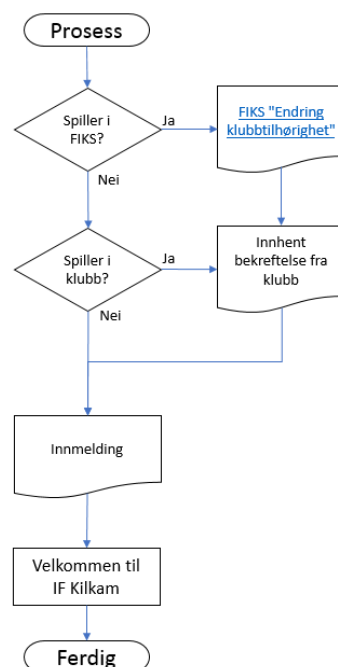 Prosess
Spiller i
FIKS?
Ja
FIKS "Endring
klubbtilhørighet"
Nei
Spiller i
klubb?
Ja
Innhent
bekreftelse fra
klubb
Nei
Innmelding
Velkommen til
IF Kilkam
Ferdig